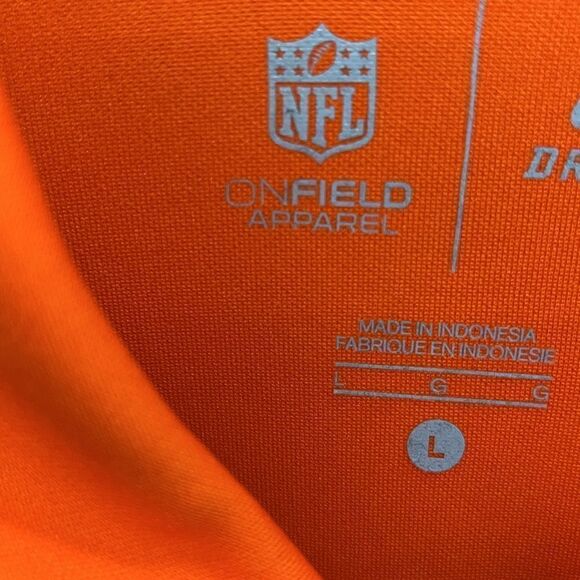 NFL
ONFIELD
APPAREL
MADE IN INDONESIA
FABRIQUE EN INDONESIE
L G G
L